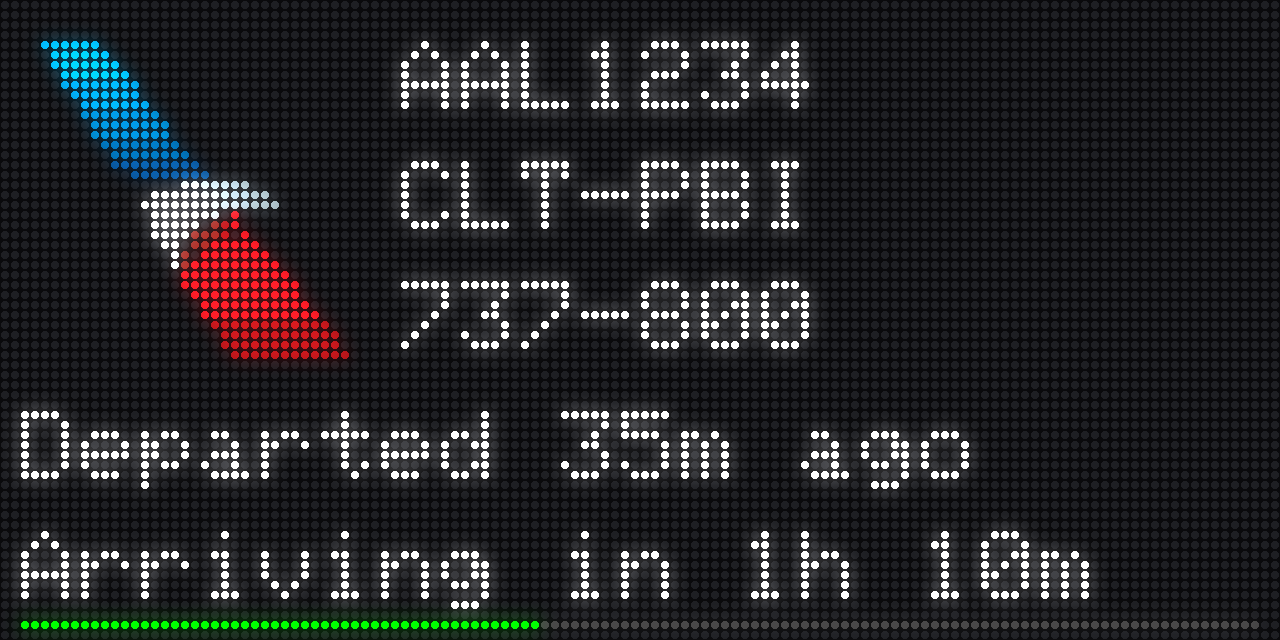 AAL1234
CLT-PBI
737-800
Departed 35m ago
Arriving in 1h 10m